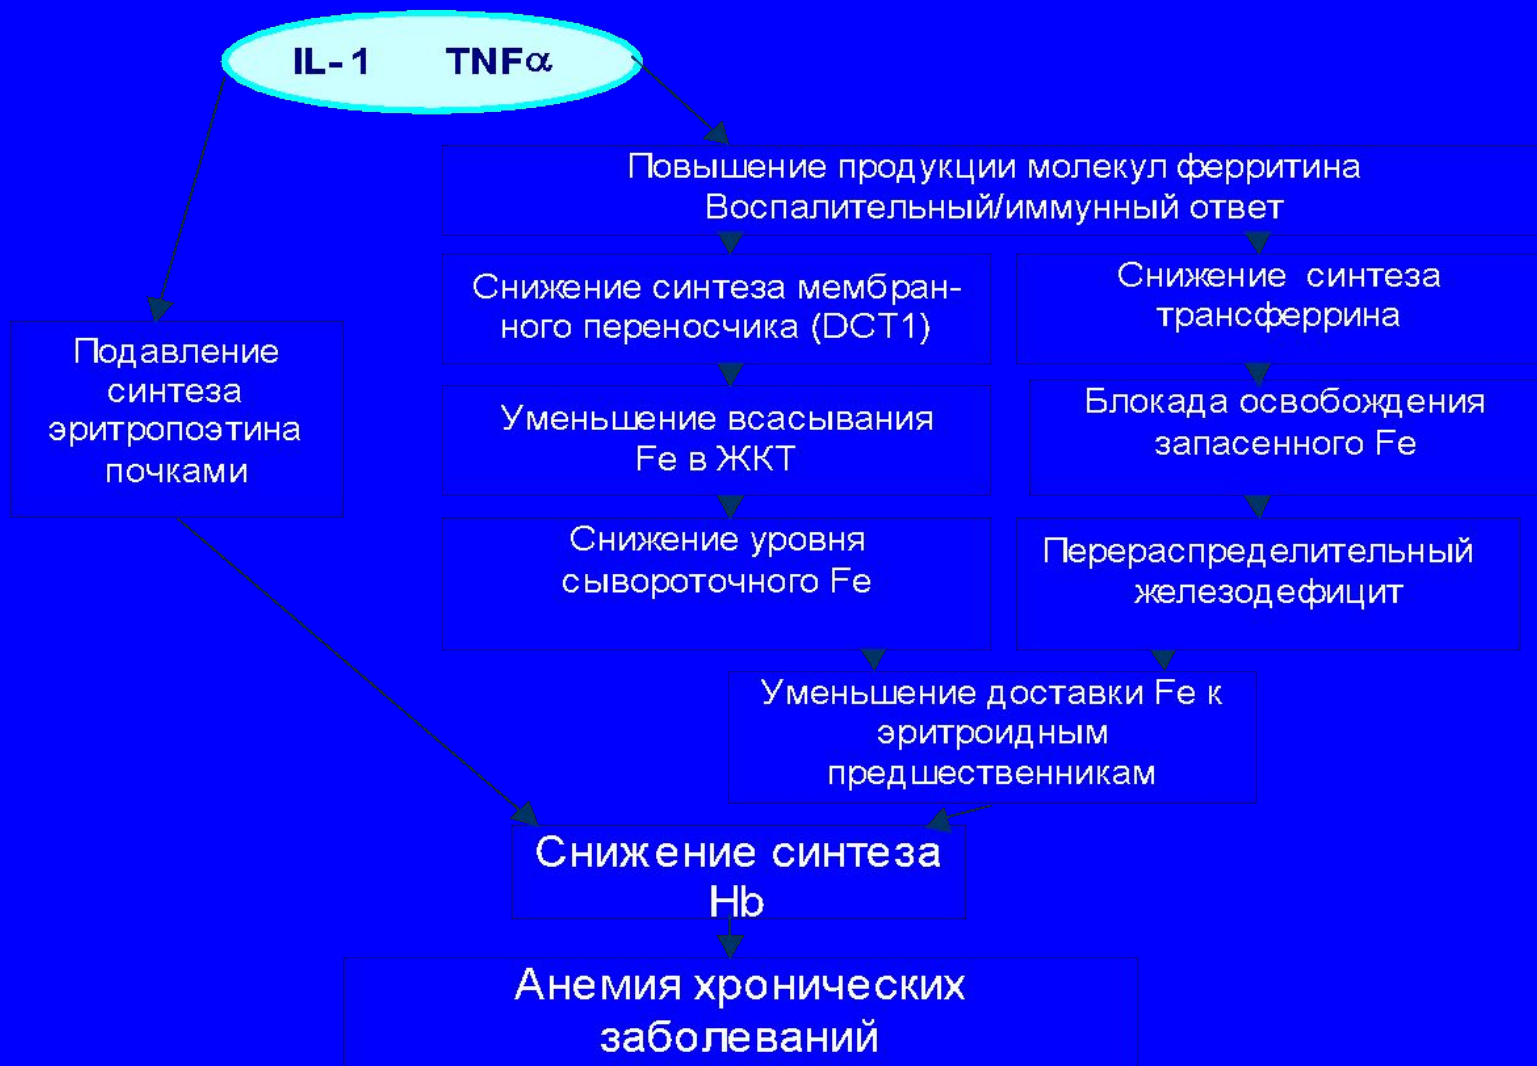 IL-1 TNFα
Повышение продукции молекул ферритина
Воспалительный/иммунный ответ
Снижение синтеза мембран-
ного переносчика (DCT1)
Снижение синтеза
трансферрина
Подавление
синтеза
эритропоэтина
почками
Уменьшение всасывания
Fe в ЖКТ
Блокада освобождения
запасенного Fe
Снижение уровня
сывороточного Fe
Перераспределительный
железодефицит
Уменьшение доставки Fe к
эритроидным
предшественникам
Снижение синтеза
Hb
Анемия хронических
заболеваний